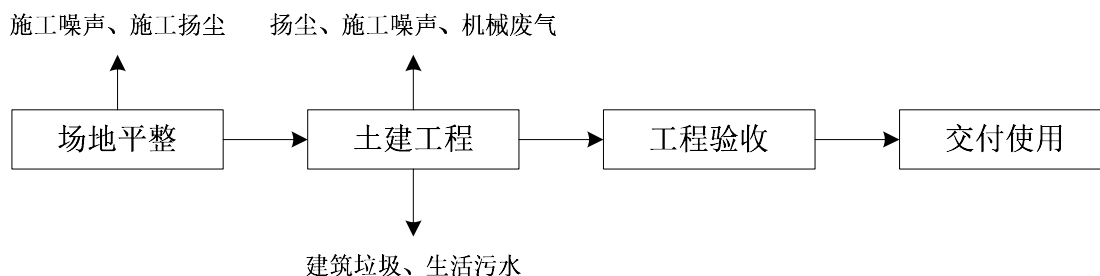 施工噪声、施工扬尘
扬尘、施工噪声、机械废气
场地平整
土建工程
工程验收
交付使用
建筑垃圾、生活污水